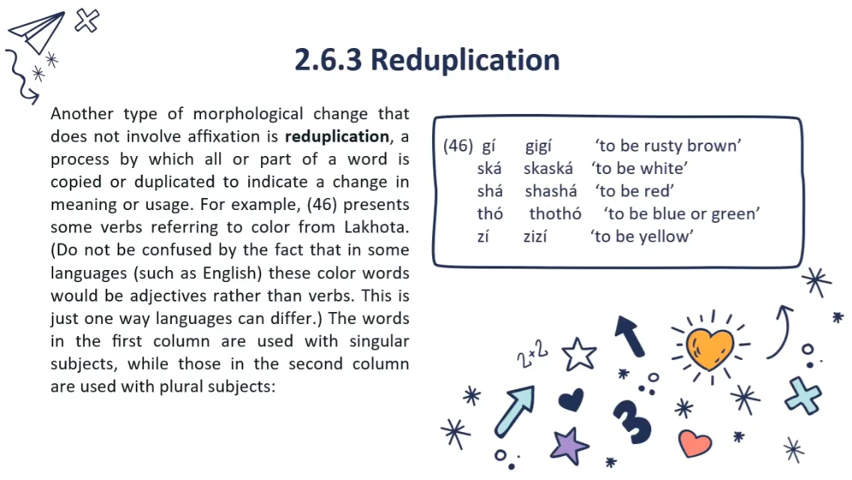 2.6.3 Reduplication
Another type of morphological change that
does not involve affixation is reduplication, a
process by which all or part of a word is
copied or duplicated to indicate a change in
meaning or usage. For example, (46) presents
some verbs referring to color from Lakhota.
(Do not be confused by the fact that in some
languages (such as English) these color words
would be adjectives rather than verbs. This is
just one way languages can differ.) The words
in the first column are used with singular
subjects, while those in the second column
are used with plural subjects:
(46) gí gigí ‘to be rusty brown’
ská skaská ‘to be white’
shá shashá ‘to be red’
thó thothó ‘to be blue or green’
zí zizí ‘to be yellow’
2×2
3